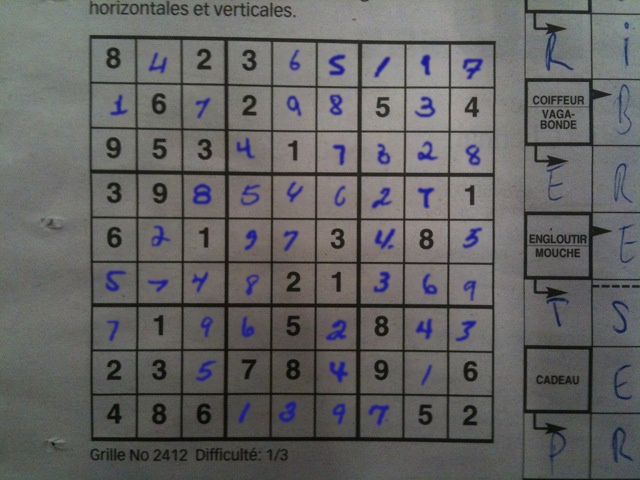 horizontales et verticales.
8 4 2 3 6 5 1 9 7
1 6 7 2 9 8 5 3 4
9 5 3 4 1 7 6 2 8
3 9 8 5 4 6 2 7 1
6 2 1 9 7 3 4 8 5
5 7 4 8 2 1 3 6 9
7 1 9 6 5 2 8 4 3
2 3 5 7 8 4 9 1 6
4 8 6 1 3 9 7 5 2
Grille No 2412 Difficulté: 1/3
R i
COIFFEUR
VAGA-
BONDE
B
E R
ENGLOUTIR
MOUCHE
E
T S
CADEAU
E
P R